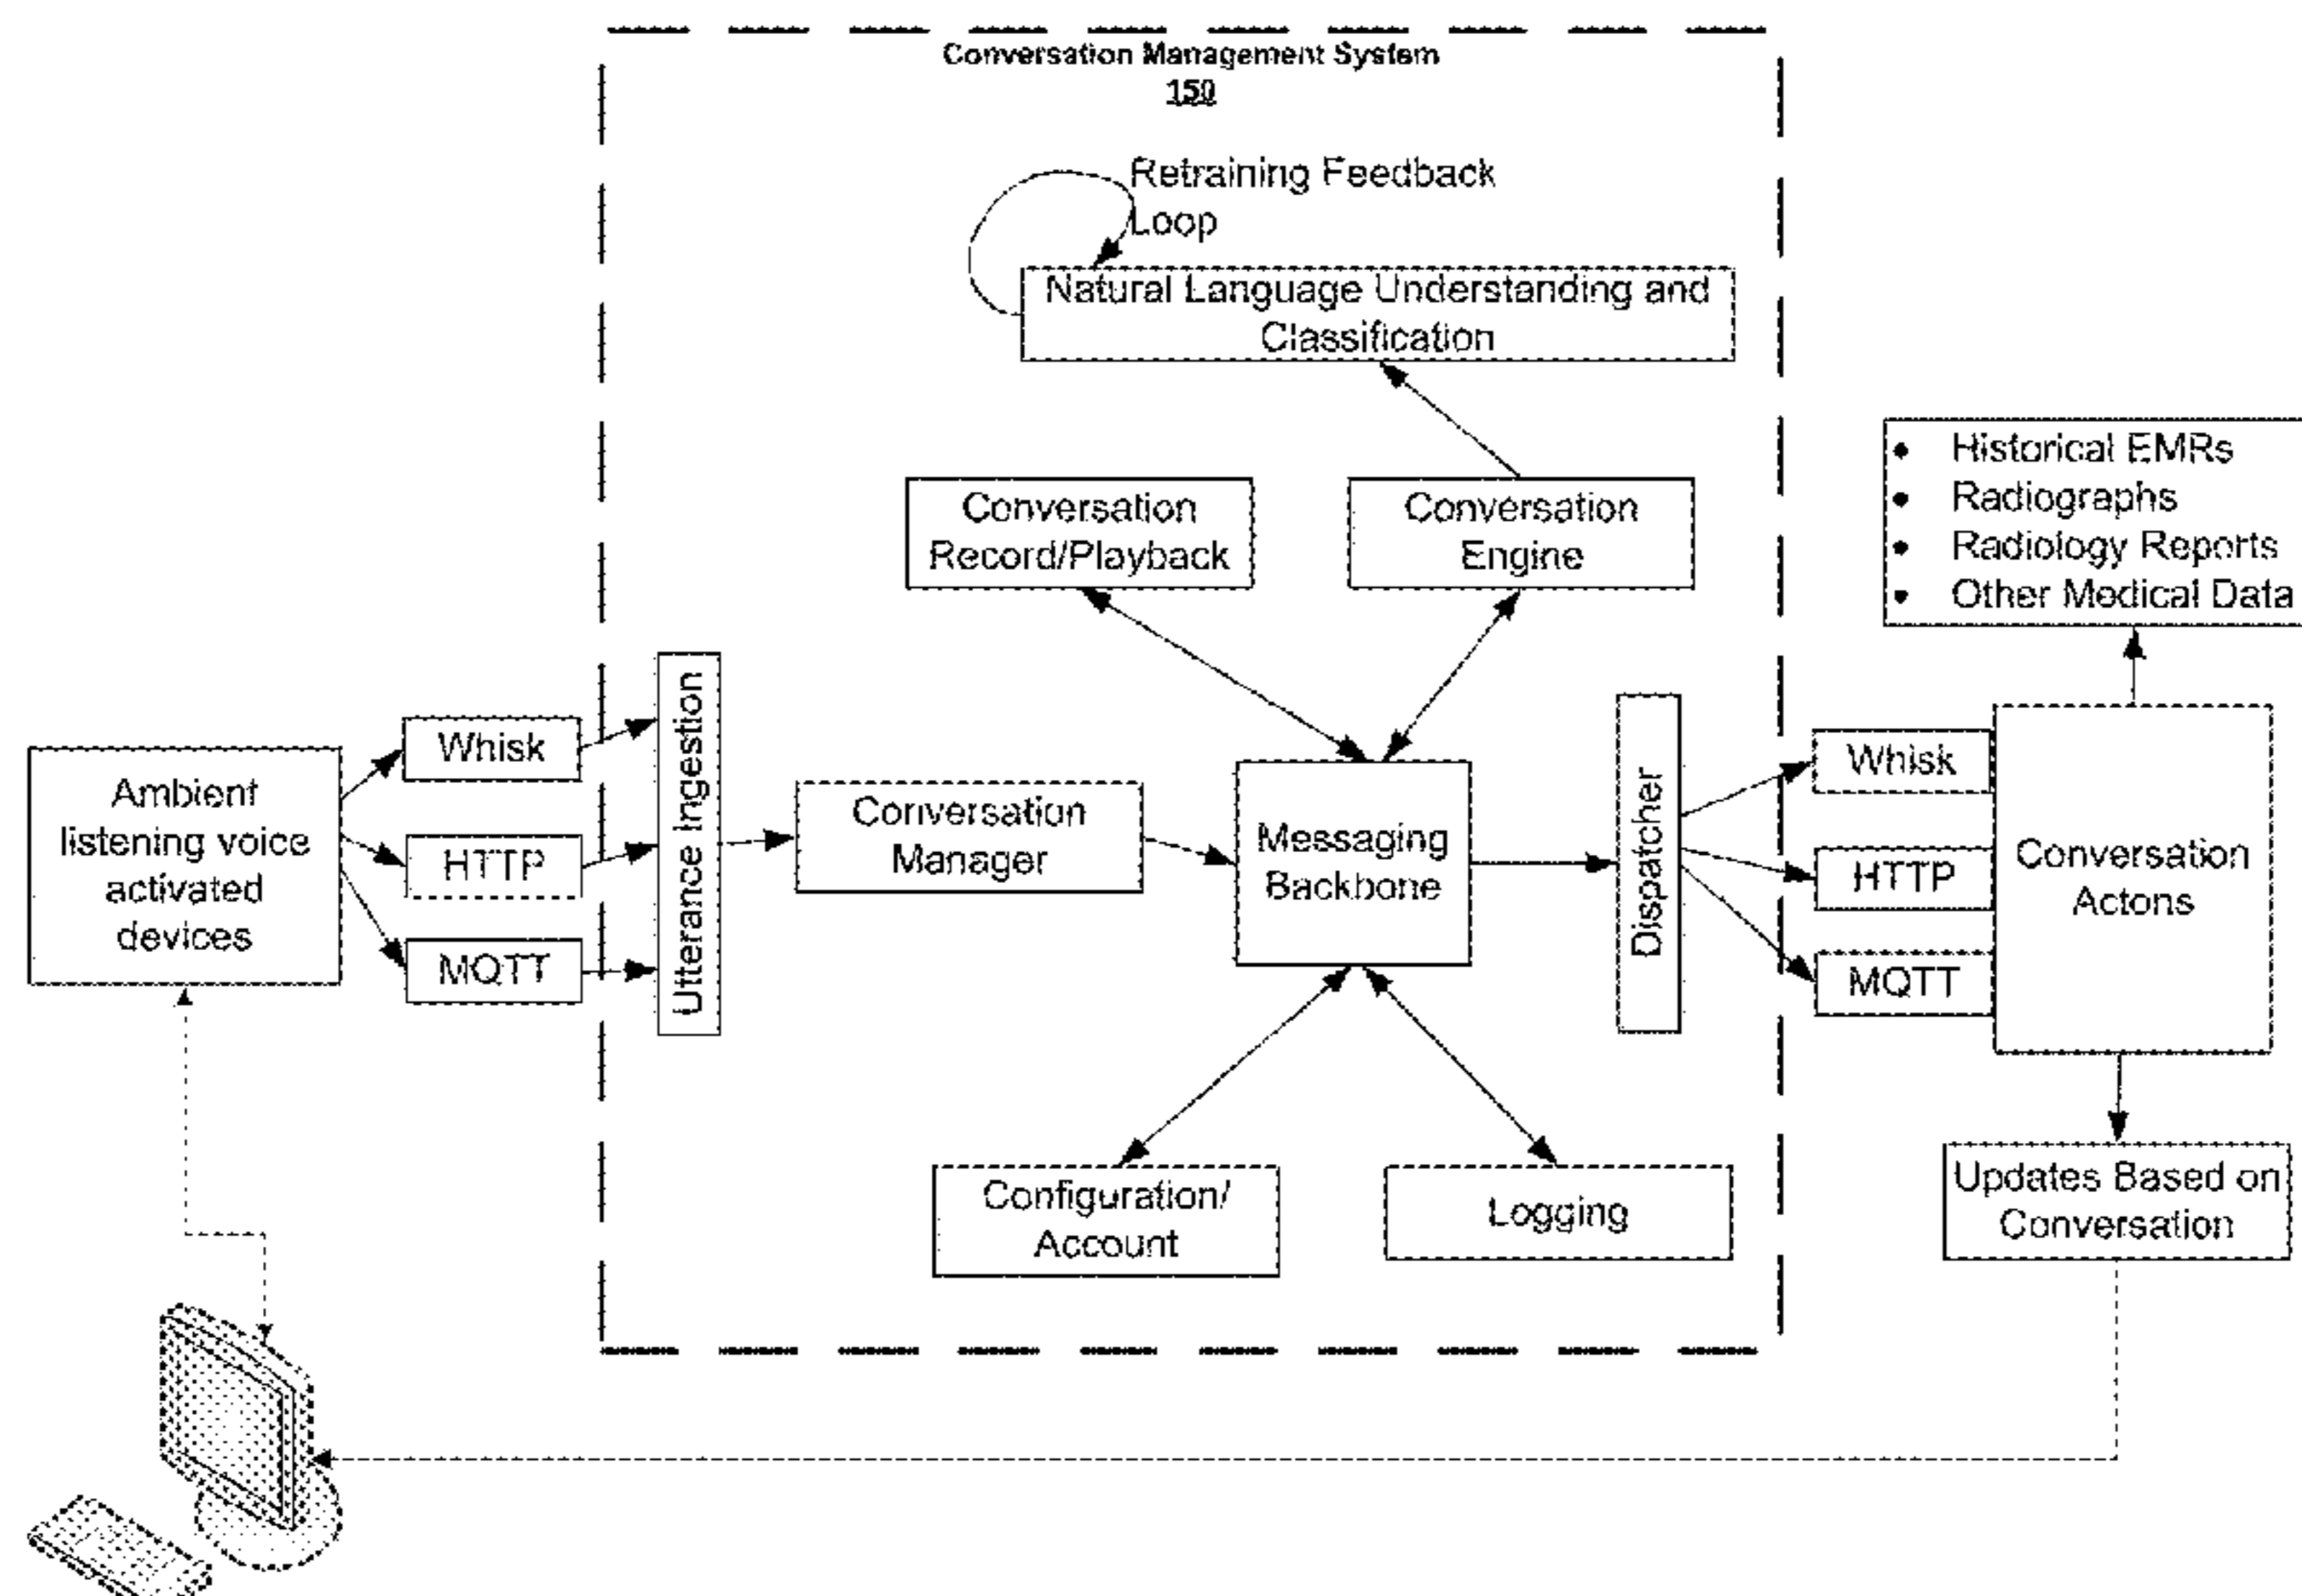 Conversation Management System
150
Retraining Feedback
Loop
Natural Language Understanding and
Classification
Conversation
Record/Playback
Conversation
Engine
• Historical EMRs
• Radiographs
• Radiology Reports
• Other Medical Data
Ambient
listening voice
activated
devices
Whisk
HTTP
MQTT
Utterance Ingestion
Conversation
Manager
Messaging
Backbone
Dispatcher
Whisk
HTTP
MQTT
Conversation
Actons
Configuration/
Account
Logging
Updates Based on
Conversation